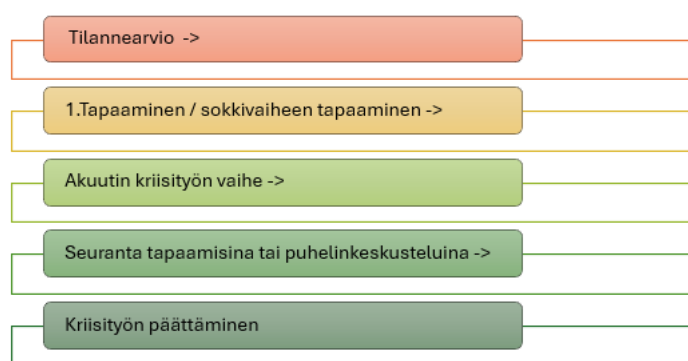 Tilannearvio ->
1.Tapaaminen / sokkivaiheen tapaaminen ->
Akuutin kriisityön vaihe ->
Seuranta tapaamisina tai puhelinkeskusteluina ->
Kriisityön päättäminen